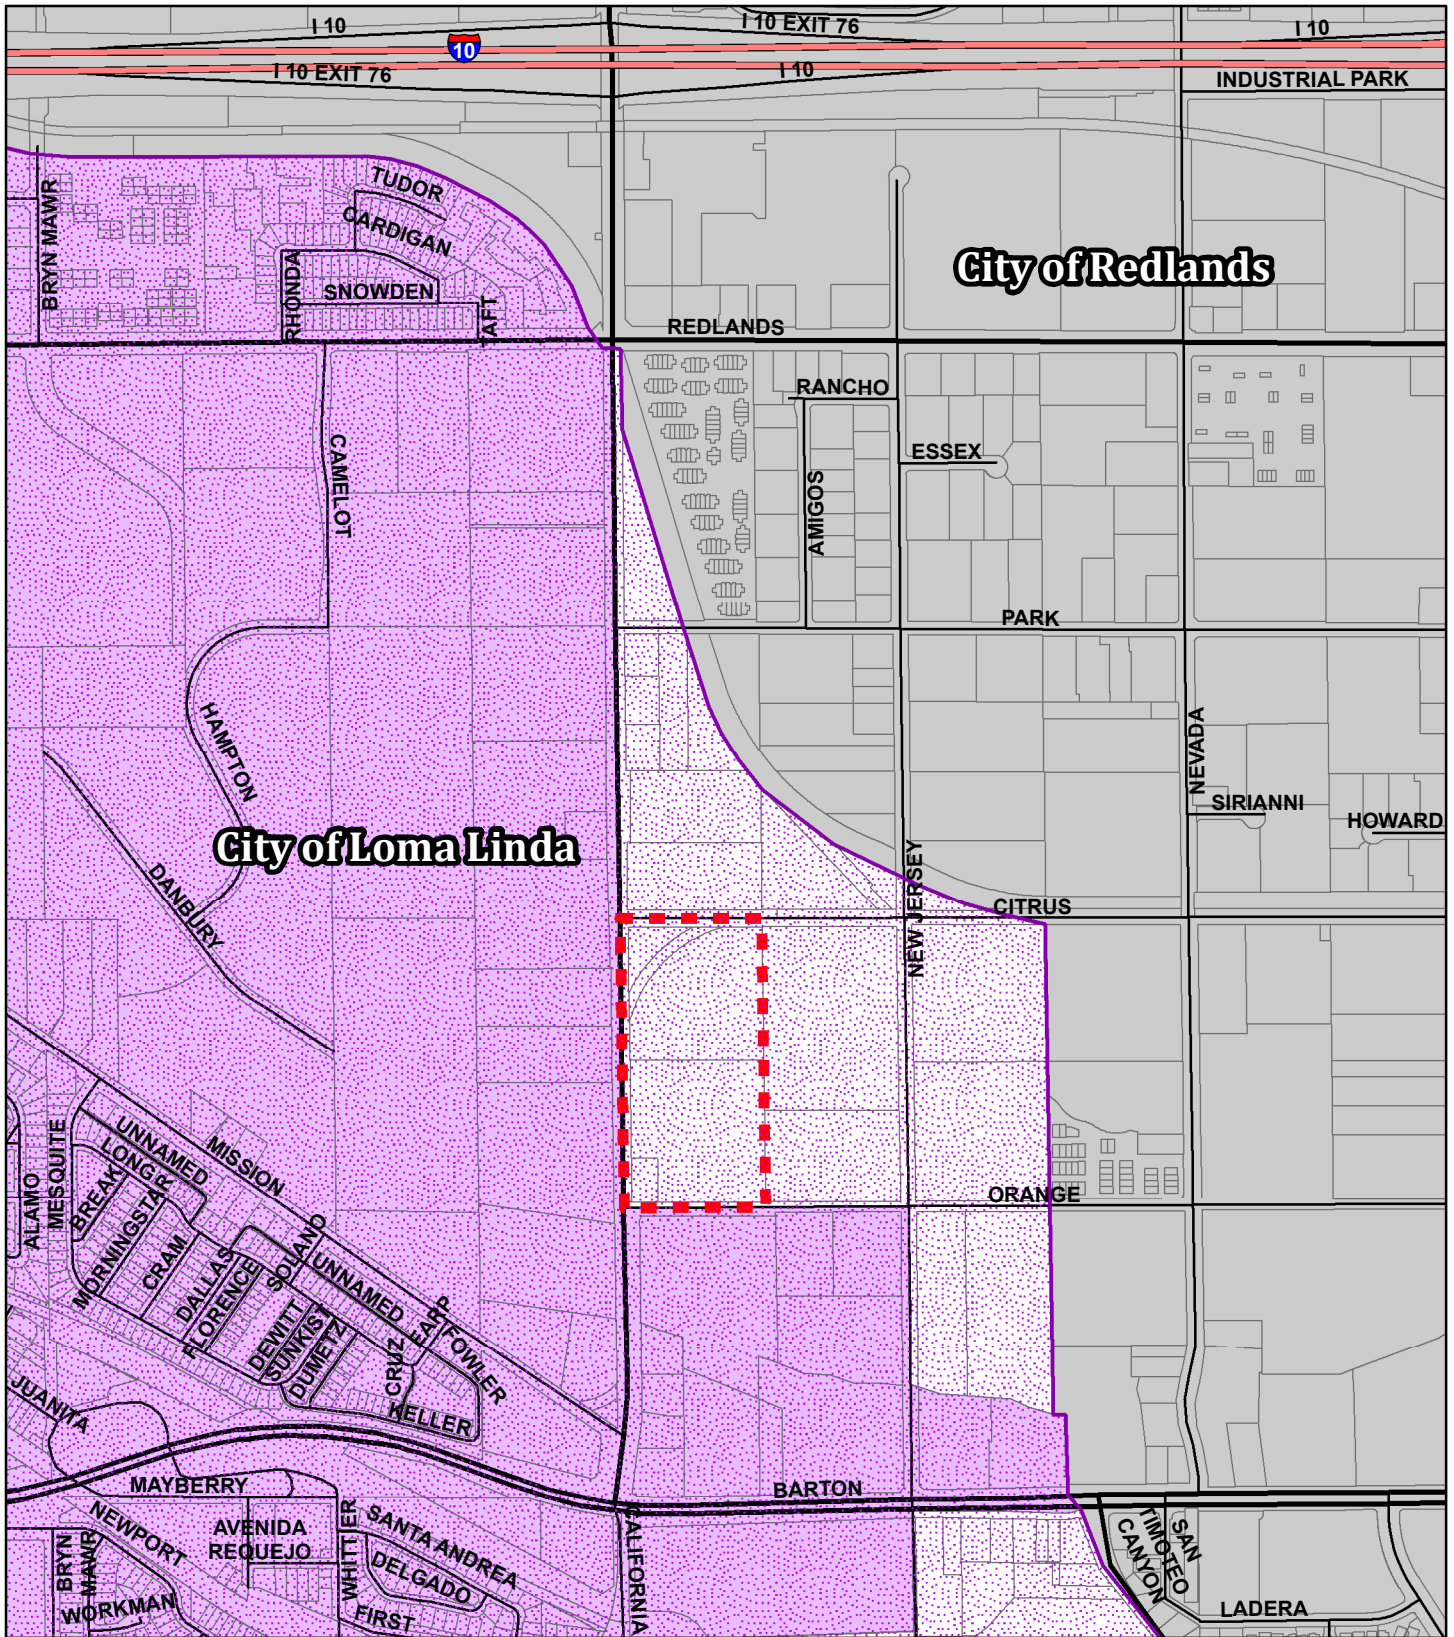 I 10
I 10 EXIT 76
I 10
10
I 10 EXIT 76
I 10
INDUSTRIAL PARK
BRYN MAWR
TUDOR
CARDIGAN
RHONDA
SNOWDEN
TAFT
City of Redlands
REDLANDS
RANCHO
CAMELOT
ESSEX
AMIGOS
PARK
HAMPTON
NEVADA
SIRIANNI
HOWARD
City of Loma Linda
DANBURY
NEW JERSEY
CITRUS
ALAMO
MESQUITE
UNNAMED
LONG
BREAK
MISSION
MORNINGSTAR
CRAM
DALLAS
FLORENCE
SOLANO
UNNAMED
DEWITT
SUNKIST
DUMETZ
CRUZ
EARP
FOWLER
KELLER
ORANGE
JUANITA
MAYBERRY
BARTON
NEWPORT
AVENIDA
REQUEJO
WHITTIER
SANTA ANDREA
DELGADO
FIRST
BRYN
MAWR
WORKMAN
CALIFORNIA
SAN
TIMOTEO
CANYON
LADERA